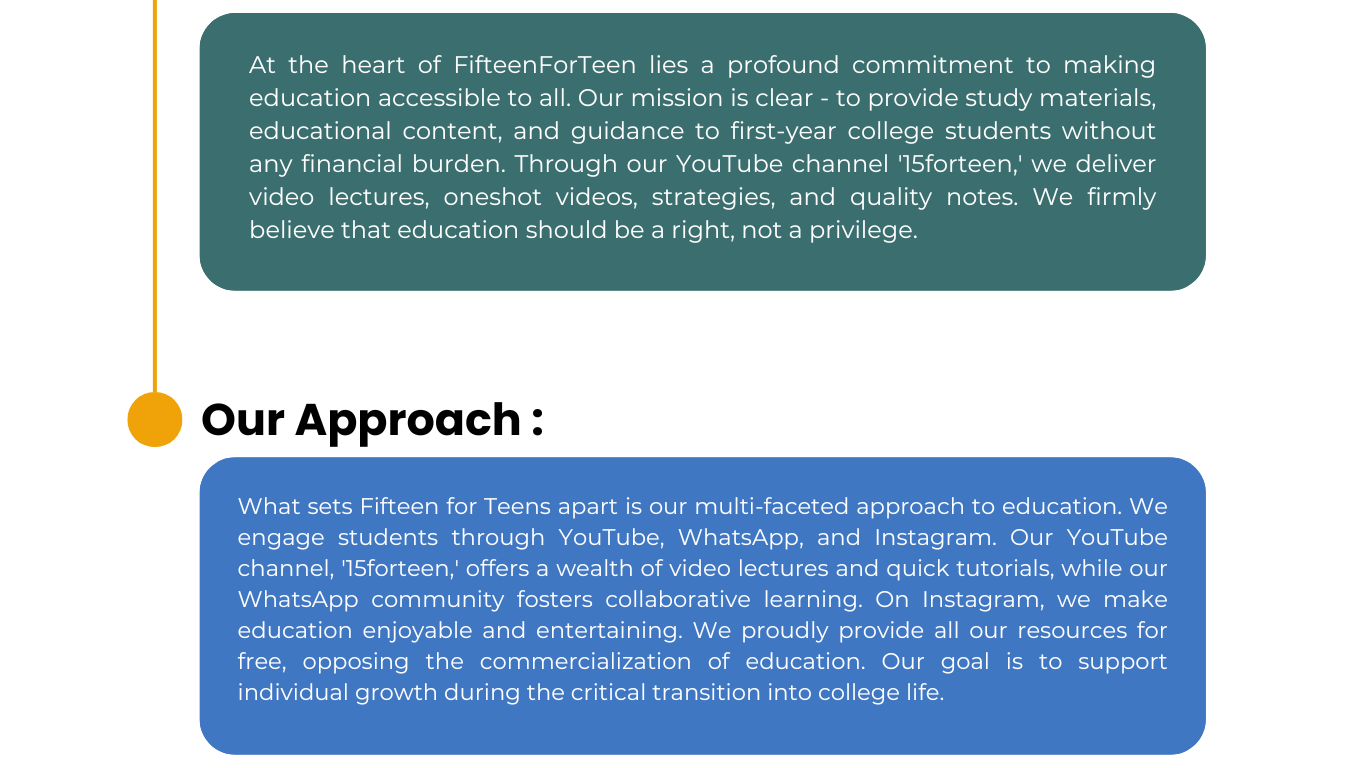 At the heart of FifteenForTeen lies a profound commitment to making
education accessible to all. Our mission is clear - to provide study materials,
educational content, and guidance to first-year college students without
any financial burden. Through our YouTube channel '15forteen,' we deliver
video lectures, oneshot videos, strategies, and quality notes. We firmly
believe that education should be a right, not a privilege.
Our Approach :
What sets Fifteen for Teens apart is our multi-faceted approach to education. We
engage students through YouTube, WhatsApp, and Instagram. Our YouTube
channel, '15forteen,' offers a wealth of video lectures and quick tutorials, while our
WhatsApp community fosters collaborative learning. On Instagram, we make
education enjoyable and entertaining. We proudly provide all our resources for
free, opposing the commercialization of education. Our goal is to support
individual growth during the critical transition into college life.